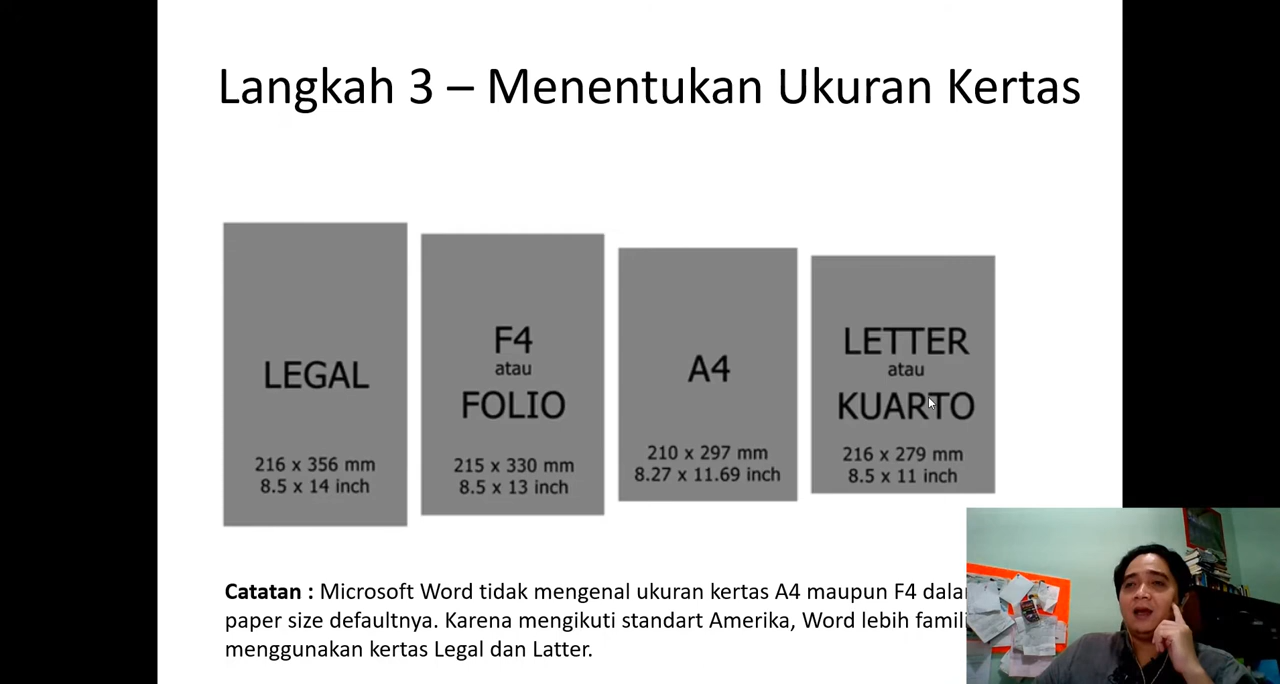 Langkah 3 – Menentukan Ukuran Kertas
LEGAL
216 x 356 mm
8.5 x 14 inch
F4
atau
FOLIO
215 x 330 mm
8.5 x 13 inch
A4
210 x 297 mm
8.27 x 11.69 inch
LETTER
atau
KUARTO
216 x 279 mm
8.5 x 11 inch
Catatan : Microsoft Word tidak mengenal ukuran kertas A4 maupun F4
paper size defaultnya. Karena mengikuti standart Amerika, Word lebih
menggunakan kertas Legal dan Latter.